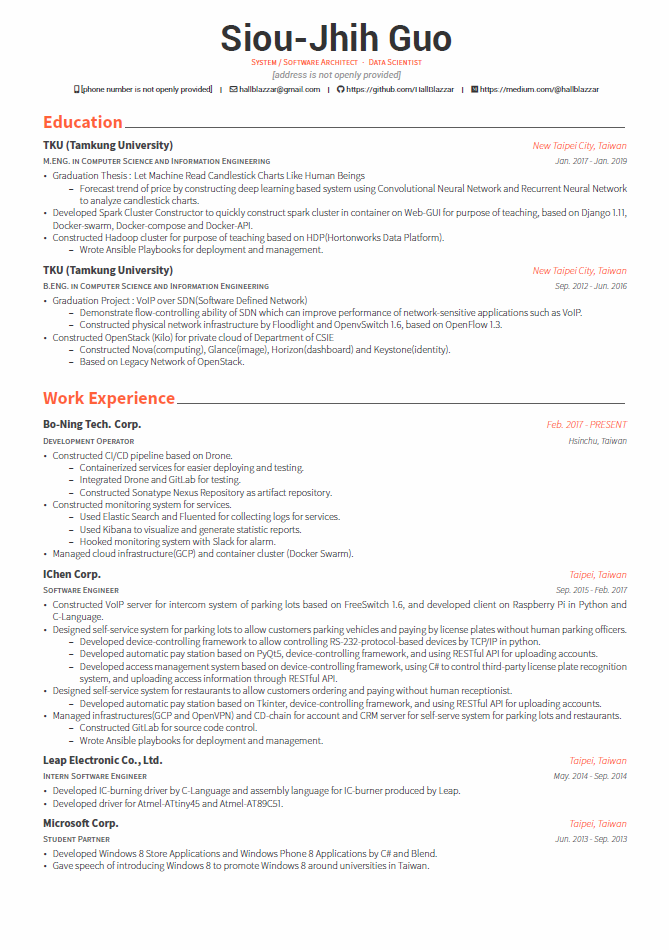 Siou-Jhih Guo
System / Software Architect · Data Scientist
[address is not openly provided]
[phone number is not openly provided] | hallblazzar@gmail.com | https://github.com/HallBlazzar | https://medium.com/@hallblazzar
Education
TKU (Tamkung University) New Taipei City, Taiwan
M.ENG. in Computer Science and Information Engineering Jan. 2017 - Jan. 2019
• Graduation Thesis : Let Machine Read Candlestick Charts Like Human Beings
– Forecast trend of price by constructing deep learning based system using Convolutional Neural Network and Recurrent Neural Network
to analyze candlestick charts.
• Developed Spark Cluster Constructor to quickly construct spark cluster in container on Web-GUI for purpose of teaching, based on Django 1.11,
Docker-swarm, Docker-compose and Docker-API.
• Constructed Hadoop cluster for purpose of teaching based on HDP(Hortonworks Data Platform).
– Wrote Ansible Playbooks for deployment and management.
TKU (Tamkung University) New Taipei City, Taiwan
B.ENG. in Computer Science and Information Engineering Sep. 2012 - Jun. 2016
• Graduation Project : VoIP over SDN(Software Defined Network)
– Demonstrate flow-controlling ability of SDN which can improve performance of network-sensitive applications such as VoIP.
– Constructed physical network infrastructure by Floodlight and OpenvSwitch 1.6, based on OpenFlow 1.3.
• Constructed OpenStack (Kilo) for private cloud of Department of CSIE
– Constructed Nova(computing), Glance(image), Horizon(dashboard) and Keystone(identity).
– Based on Legacy Network of OpenStack.
Work Experience
Bo-Ning Tech. Corp. Feb. 2017 - PRESENT
Development Operator Hsinchu, Taiwan
• Constructed CI/CD pipeline based on Drone.
– Containerized services for easier deploying and testing.
– Integrated Drone and GitLab for testing.
– Constructed Sonatype Nexus Repository as artifact repository.
• Constructed monitoring system for services.
– Used Elastic Search and Fluented for collecting logs for services.
– Used Kibana to visualize and generate statistic reports.
– Hooked monitoring system with Slack for alarm.
• Managed cloud infrastructure(GCP) and container cluster (Docker Swarm).
IChen Corp. Taipei, Taiwan
Software Engineer Sep. 2015 - Feb. 2017
• Constructed VoIP server for intercom system of parking lots based on FreeSwitch 1.6, and developed client on Raspberry Pi in Python and
C-Language.
• Designed self-service system for parking lots to allow customers parking vehicles and paying by license plates without human parking officers.
– Developed device-controlling framework to allow controlling RS-232-protocol-based devices by TCP/IP in python.
– Developed automatic pay station based on PyQt5, device-controlling framework, and using RESTful API for uploading accounts.
– Developed access management system based on device-controlling framework, using C# to control third-party license plate recognition
system, and uploading access information through RESTful API.
• Designed self-service system for restaurants to allow customers ordering and paying without human receptionist.
– Developed automatic pay station based on Tkinter, device-controlling framework, and using RESTful API for uploading accounts.
• Managed infrastructures(GCP and OpenVPN) and CD-chain for account and CRM server for self-serve system for parking lots and restaurants.
– Constructed GitLab for source code control.
– Wrote Ansible playbooks for deployment and management.
Leap Electronic Co., Ltd. Taipei, Taiwan
Intern Software Engineer May. 2014 - Sep. 2014
• Developed IC-burning driver by C-Language and assembly language for IC-burner produced by Leap.
• Developed driver for Atmel-ATtiny45 and Atmel-AT89C51.
Microsoft Corp. Taipei, Taiwan
Student Partner Jun. 2013 - Sep. 2013
• Developed Windows 8 Store Applications and Windows Phone 8 Applications by C# and Blend.
• Gave speech of introducing Windows 8 to promote Windows 8 around universities in Taiwan.